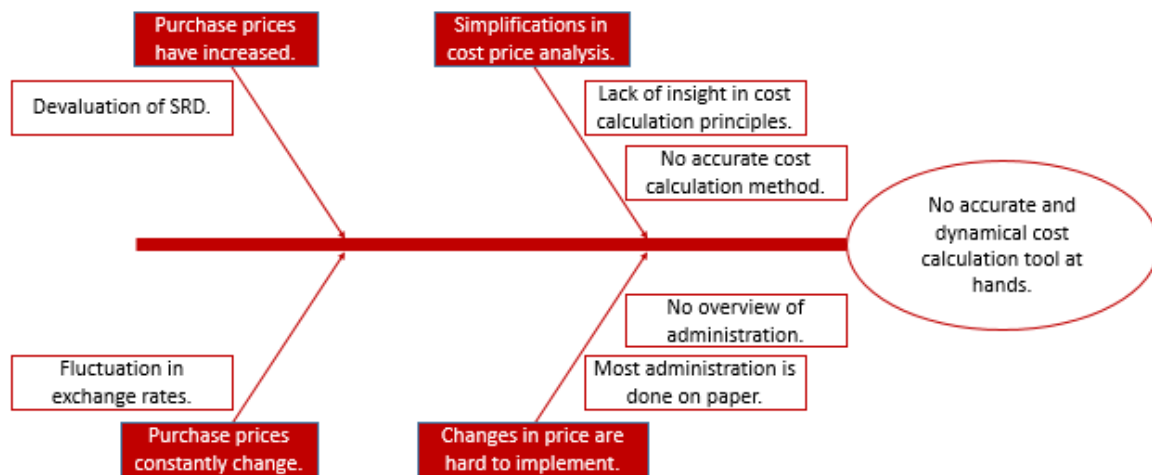 Purchase prices
have increased.
Simplifications in
cost price analysis.
Devaluation of SRD.
Lack of insight in cost
calculation principles.
No accurate cost
calculation method.
No accurate and
dynamical cost
calculation tool at
hands.
No overview of
administration.
Fluctuation in
exchange rates.
Most administration is
done on paper.
Purchase prices
constantly change.
Changes in price are
hard to implement.